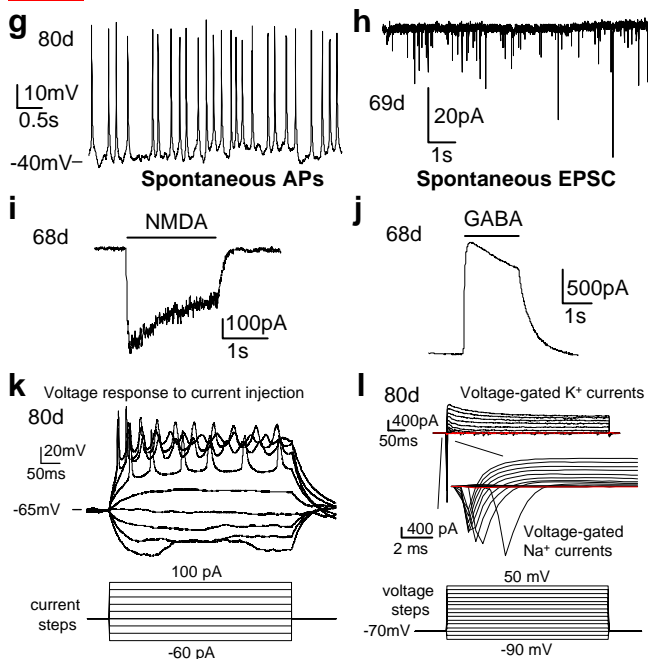 g
80d
10mV
0.5s
-40mV
Spontaneous APs
h
69d
20pA
1s
Spontaneous EPSC
i
68d
NMDA
100pA
1s
j
68d
GABA
500pA
1s
k
Voltage response to current injection
80d
20mV
50ms
-65mV
100 pA
current
steps
-60 pA
l
80d
Voltage-gated K⁺ currents
400pA
50ms
400 pA
2 ms
Voltage-gated
Na⁺ currents
50 mV
voltage
steps
-70mV
-90 mV